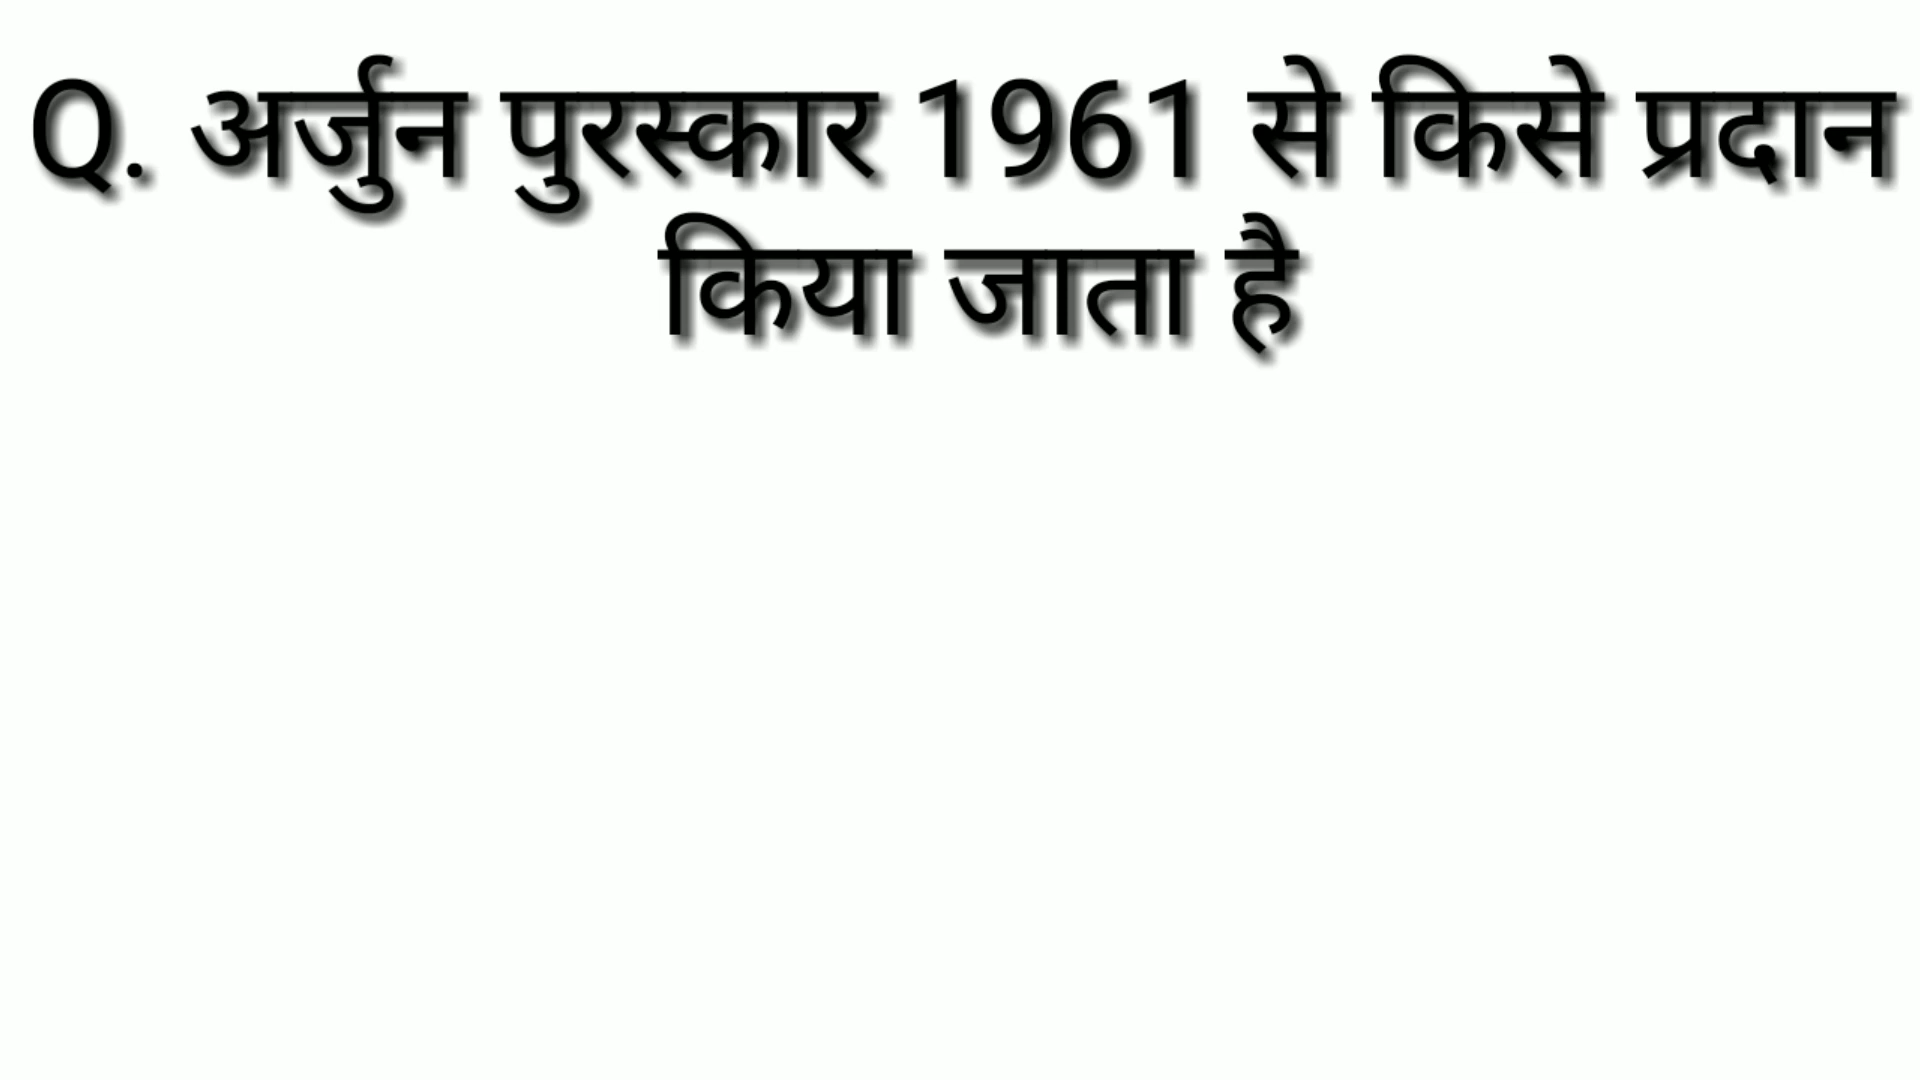 Q. अर्जुन पुरस्कार 1961 से किसे प्रदान
किया जाता है